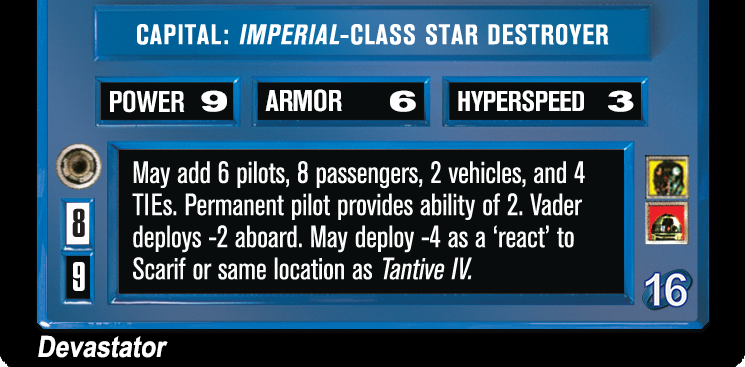 CAPITAL: IMPERIAL-CLASS STAR DESTROYER
POWER 9 ARMOR 6 HYPERSPEED 3
May add 6 pilots, 8 passengers, 2 vehicles, and 4
TIEs. Permanent pilot provides ability of 2. Vader
deploys -2 aboard. May deploy -4 as a ‘react’ to
Scarif or same location as Tantive IV.
8
9
16
Devastator